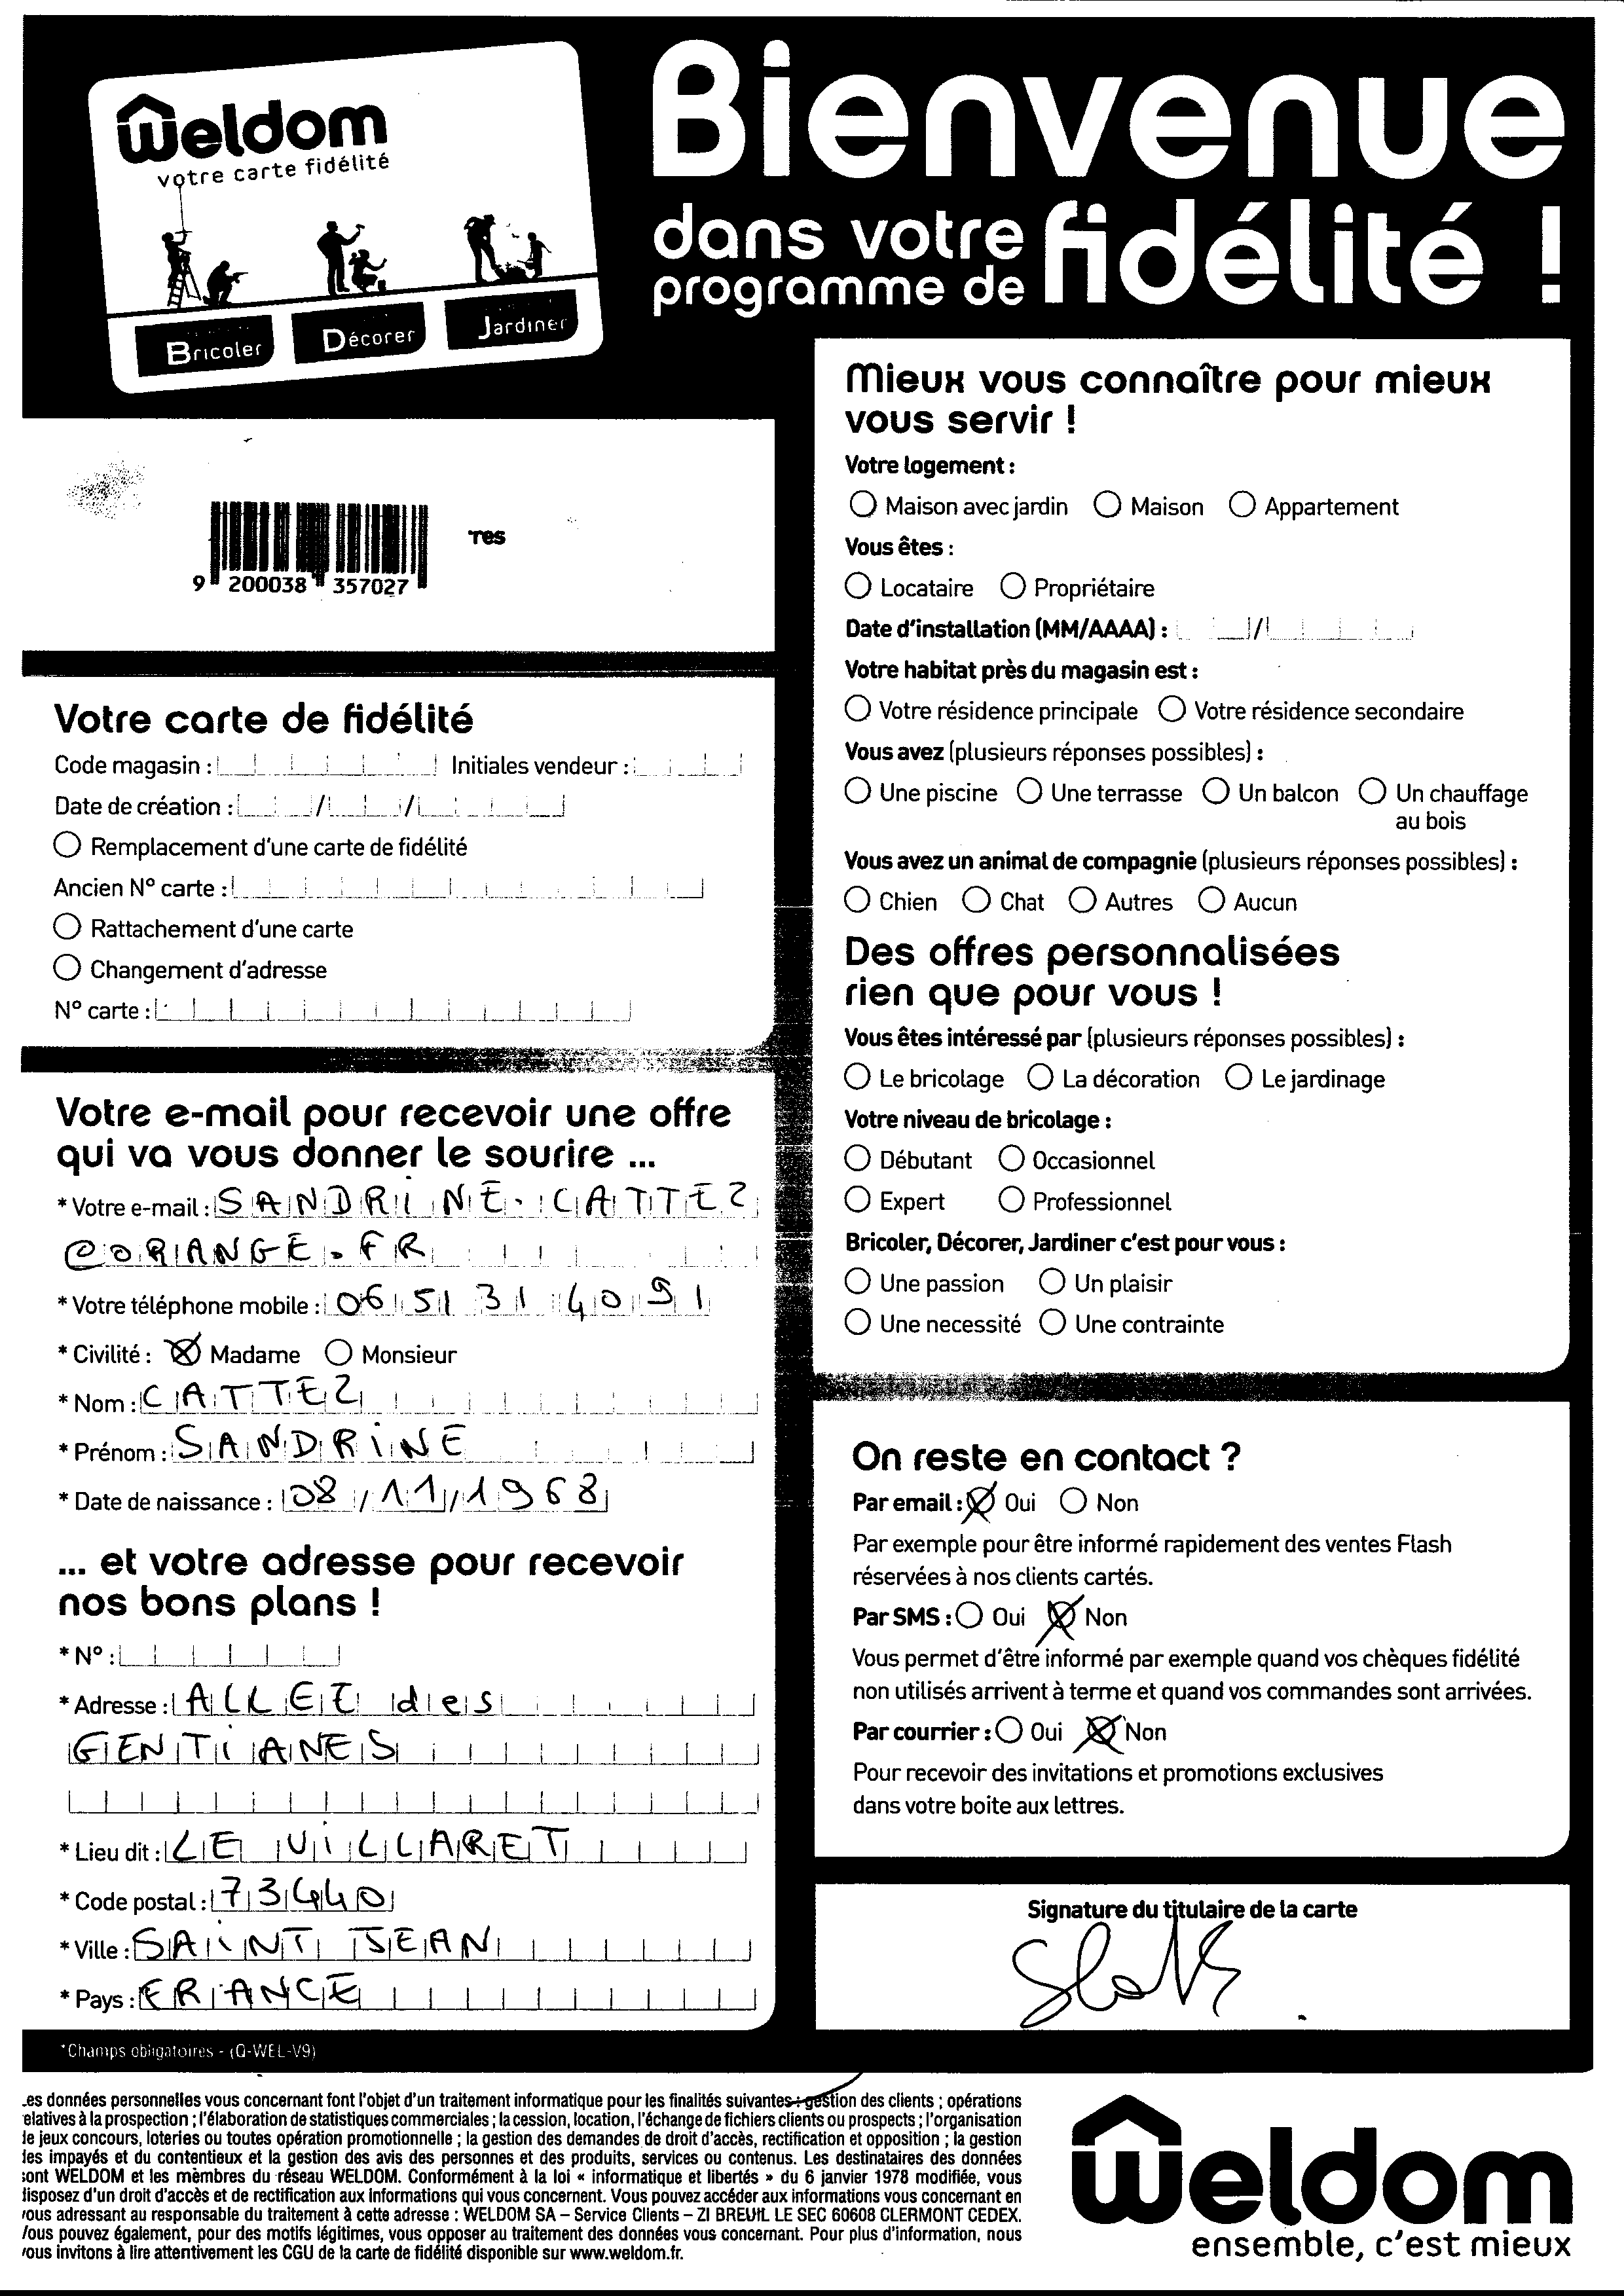 Weldom
votre carte fidélité
Bricoler Décorer Jardiner
Bienvenue
dans votre
programme de fidélité !
9 200038 357027
Votre carte de fidélité
Code magasin : Initiales vendeur :
Date de création : / /
Remplacement d'une carte de fidélité
Ancien N° carte :
Rattachement d'une carte
Changement d'adresse
N° carte :
Votre e-mail pour recevoir une offre
qui va vous donner le sourire ...
* Votre e-mail : SANDRINE.CATTEZ
@ORANGE.FR
* Votre téléphone mobile : 06 51 31 40 91
* Civilité : Madame Monsieur
* Nom : CATTEZ
* Prénom : SANDRINE
* Date de naissance : 08/11/1968
... et votre adresse pour recevoir
nos bons plans !
* N° :
* Adresse : ALLEE des
GENTIANES
* Lieu dit : LE VILLARET
* Code postal : 73440
* Ville : SAINT JEAN
* Pays : FRANCE
*Champs obligatoires - (Q-WEL-V9)
Mieux vous connaître pour mieux
vous servir !
Votre logement :
Maison avec jardin Maison Appartement
Vous êtes :
Locataire Propriétaire
Date d'installation (MM/AAAA) : /
Votre habitat près du magasin est :
Votre résidence principale Votre résidence secondaire
Vous avez (plusieurs réponses possibles) :
Une piscine Une terrasse Un balcon Un chauffage
au bois
Vous avez un animal de compagnie (plusieurs réponses possibles) :
Chien Chat Autres Aucun
Des offres personnalisées
rien que pour vous !
Vous êtes intéressé par (plusieurs réponses possibles) :
Le bricolage La décoration Le jardinage
Votre niveau de bricolage :
Débutant Occasionnel
Expert Professionnel
Bricoler, Décorer, Jardiner c'est pour vous :
Une passion Un plaisir
Une necessité Une contrainte
On reste en contact ?
Par email : Oui Non
Par exemple pour être informé rapidement des ventes Flash
réservées à nos clients cartés.
Par SMS : Oui Non
Vous permet d'être informé par exemple quand vos chèques fidélité
non utilisés arrivent à terme et quand vos commandes sont arrivées.
Par courrier : Oui Non
Pour recevoir des invitations et promotions exclusives
dans votre boite aux lettres.
Signature du titulaire de la carte
es données personnelles vous concernant font l'objet d'un traitement informatique pour les finalités suivantes : gestion des clients ; opérations
elatives à la prospection ; l'élaboration de statistiques commerciales ; la cession, location, l'échange de fichiers clients ou prospects ; l'organisation
de jeux concours, loteries ou toutes opération promotionnelle ; la gestion des demandes de droit d'accès, rectification et opposition ; la gestion
des impayés et du contentieux et la gestion des avis des personnes et des produits, services ou contenus. Les destinataires des données
sont WELDOM et les membres du réseau WELDOM. Conformément à la loi « informatique et libertés » du 6 janvier 1978 modifiée, vous
disposez d'un droit d'accès et de rectification aux informations qui vous concernent. Vous pouvez accéder aux informations vous concernant en
vous adressant au responsable du traitement à cette adresse : WELDOM SA – Service Clients – ZI BREUIL LE SEC 60608 CLERMONT CEDEX.
Vous pouvez également, pour des motifs légitimes, vous opposer au traitement des données vous concernant. Pour plus d'information, nous
vous invitons à lire attentivement les CGU de la carte de fidélité disponible sur www.weldom.fr.
Weldom
ensemble, c'est mieux